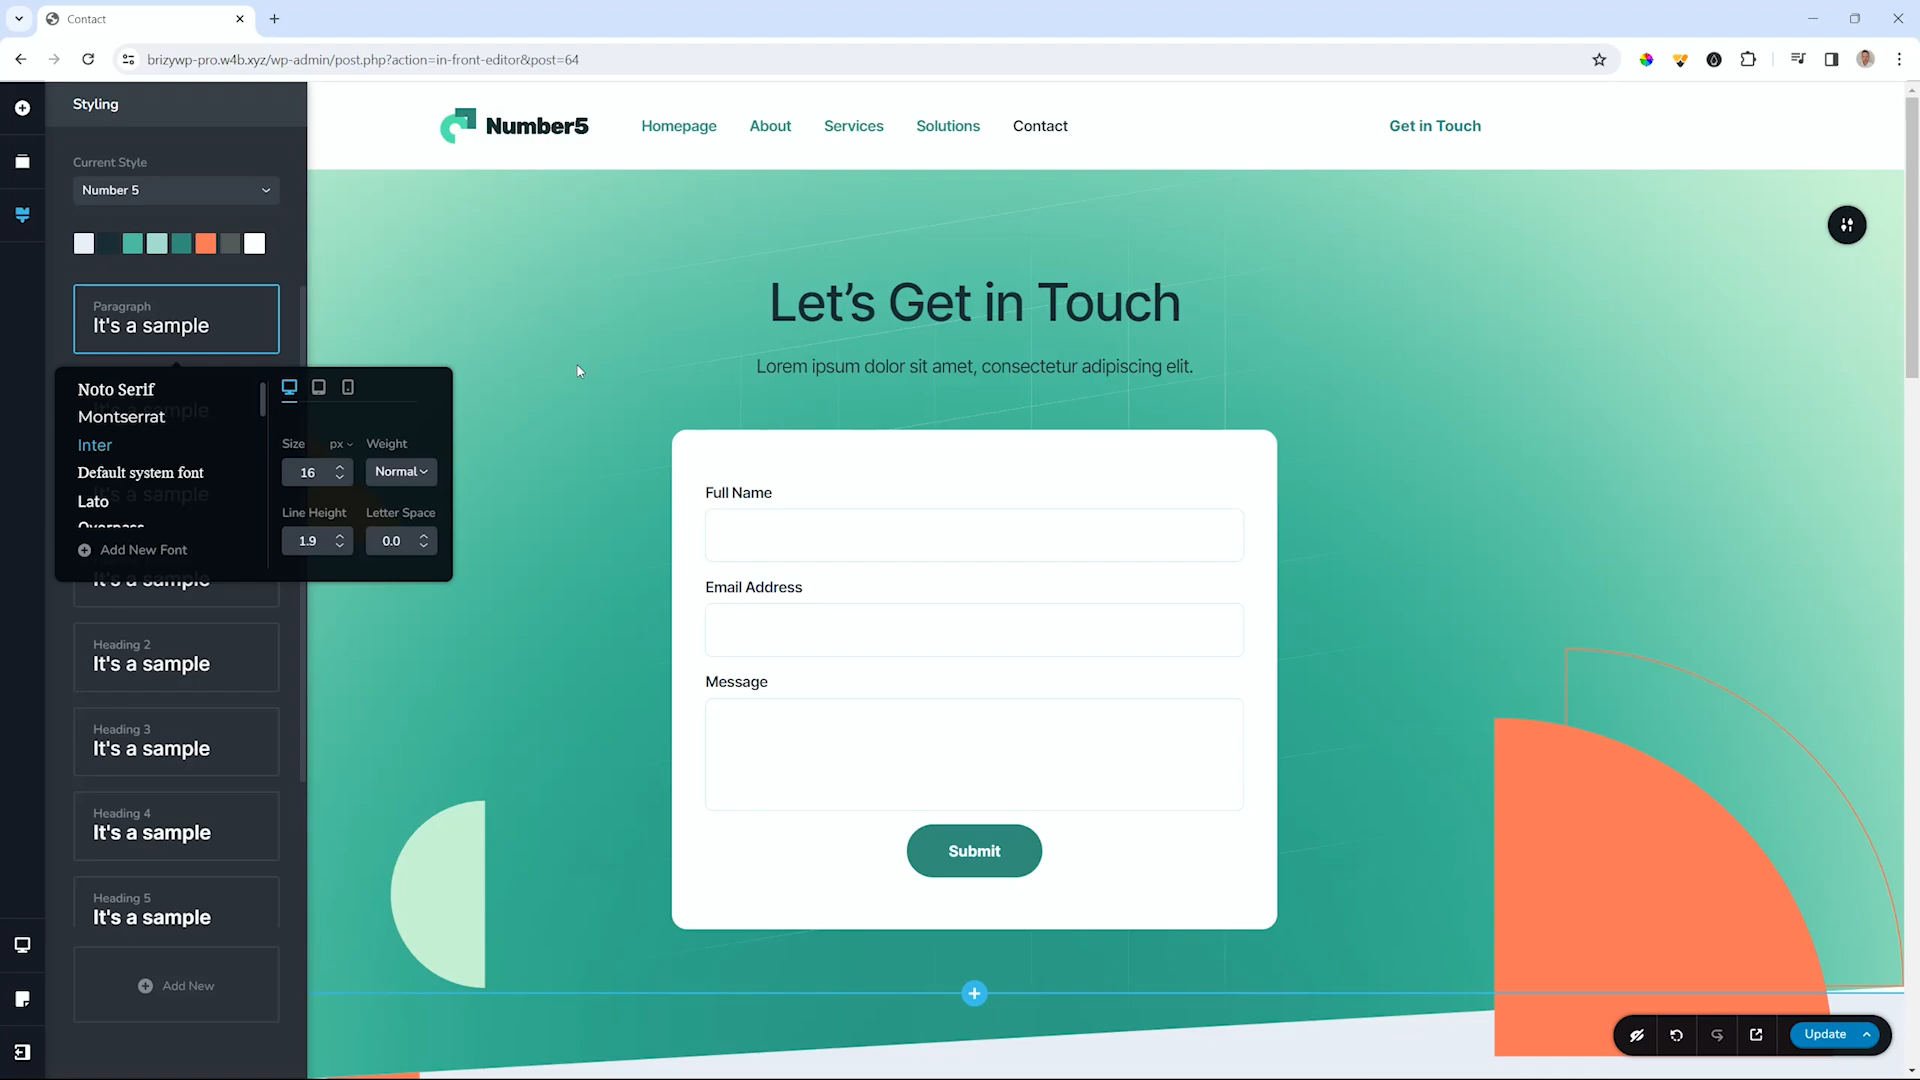 Contact
brizywp-pro.w4b.xyz/wp-admin/post.php?action=in-front-editor&post=64
Styling
Current Style
Number 5
Paragraph
It's a sample
Noto Serif
Montserrat
Inter
Default system font
Lato
Overpass
Add New Font
Size
px
Weight
16
Normal
Line Height
Letter Space
1.9
0.0
It's a sample
Heading 2
It's a sample
Heading 3
It's a sample
Heading 4
It's a sample
Heading 5
It's a sample
Add New
Number5
Homepage
About
Services
Solutions
Contact
Get in Touch
Let’s Get in Touch
Lorem ipsum dolor sit amet, consectetur adipiscing elit.
Full Name
Email Address
Message
Submit
Update